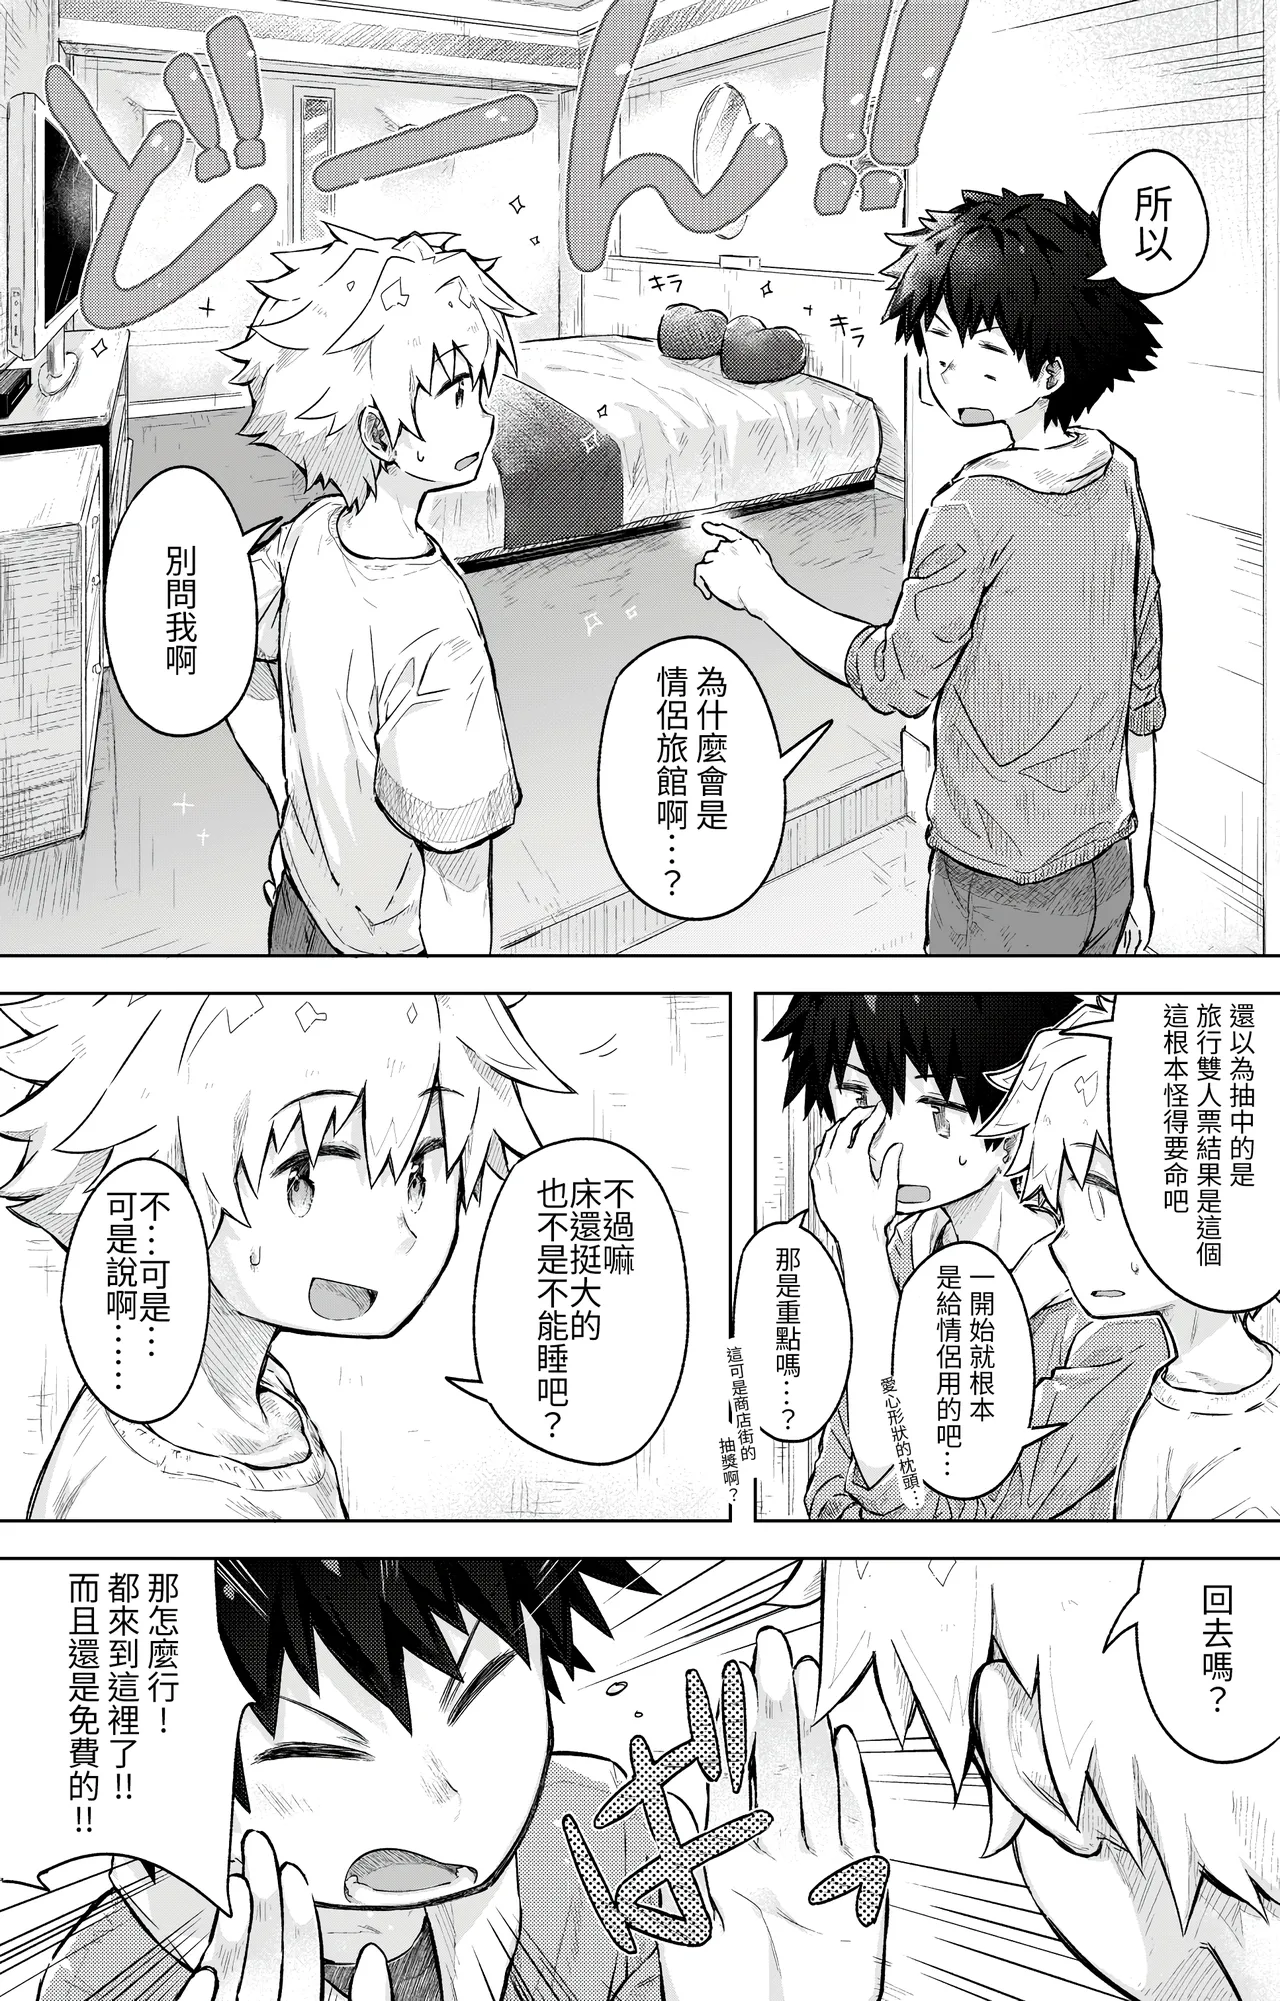 どーん!!
所以
為什麼會是
情侶旅館啊…?
キラ
キラ
別問我啊
還以為抽中的是
旅行雙人票結果是這個
這根本怪得要命吧
一開始就根本
是給情侶用的吧…
愛心形狀的枕頭…
那是重點嗎…?
這可是商店街的
抽獎啊?
不過嘛
床還挺大的
也不是不能睡吧?
不…可是…
可是說啊……
回去嗎?
がばっ
那怎麼行!
都來到這裡了!!
而且還是免費的!!